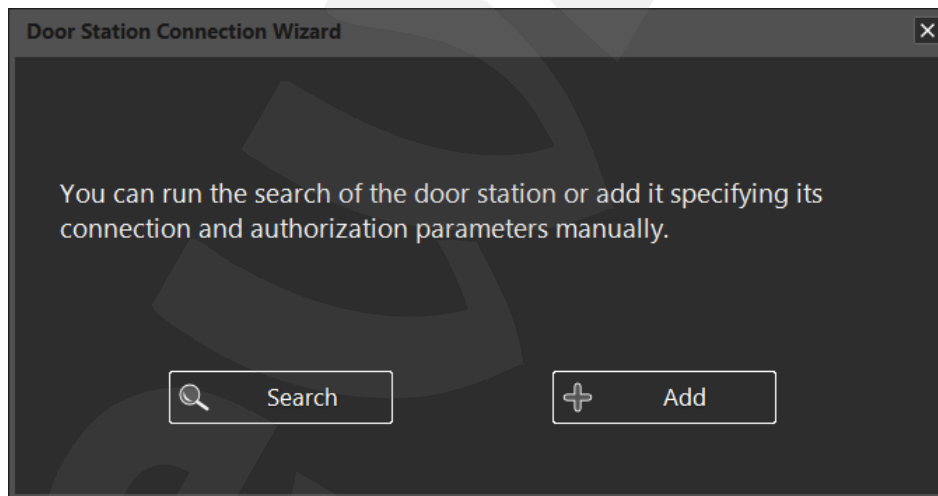 Door Station Connection Wizard
You can run the search of the door station or add it specifying its
connection and authorization parameters manually.
Search
Add